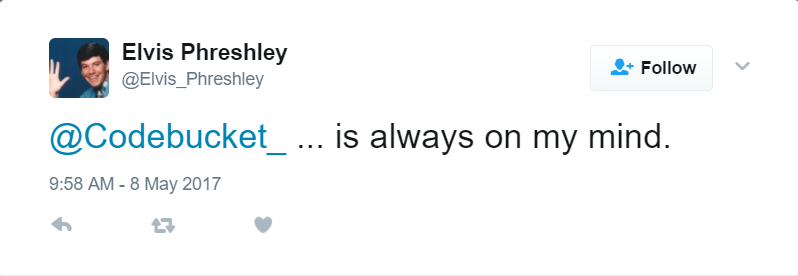 Elvis Phreshley
@Elvis_Phreshley
Follow
@Codebucket_ ... is always on my mind.
9:58 AM - 8 May 2017